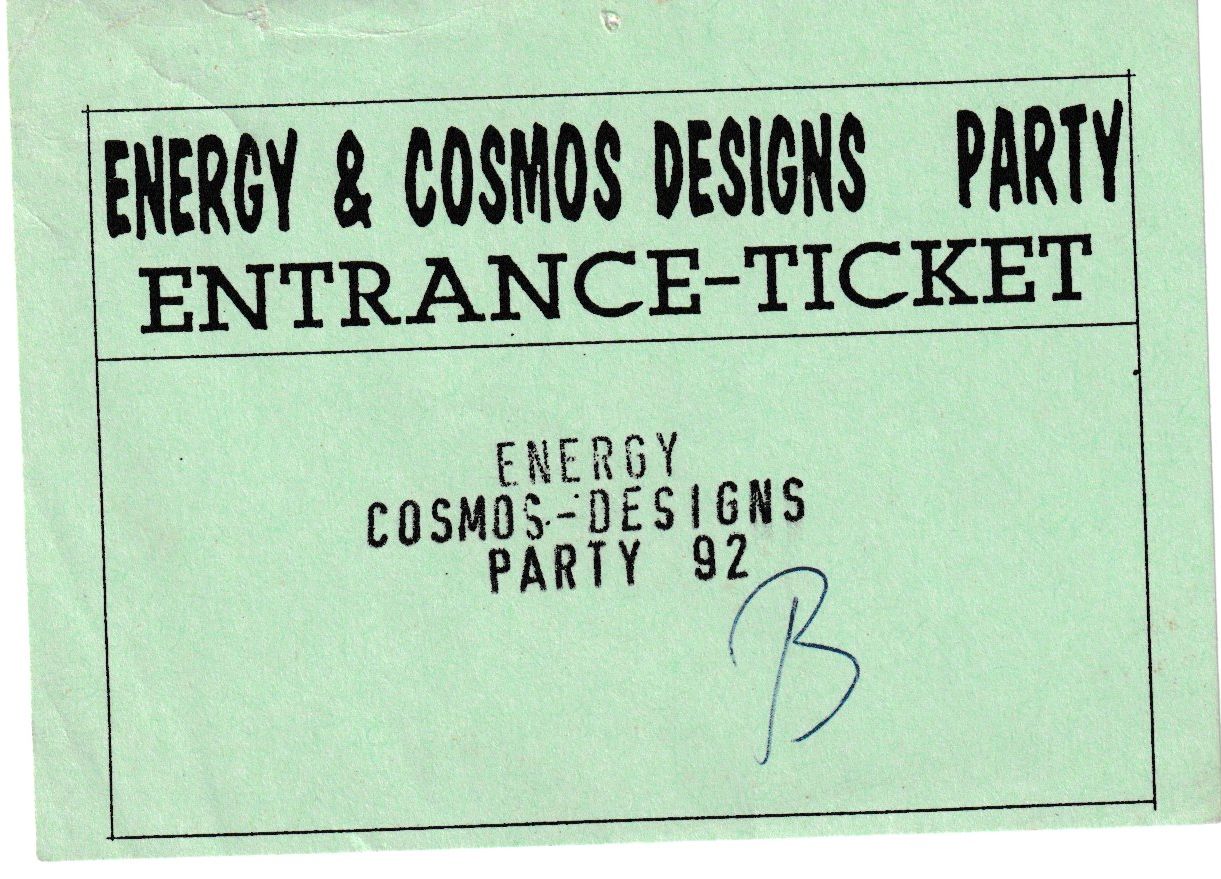 ENERGY & COSMOS DESIGNS PARTY
ENTRANCE-TICKET
ENERGY
COSMOS-DESIGNS
PARTY 92
B